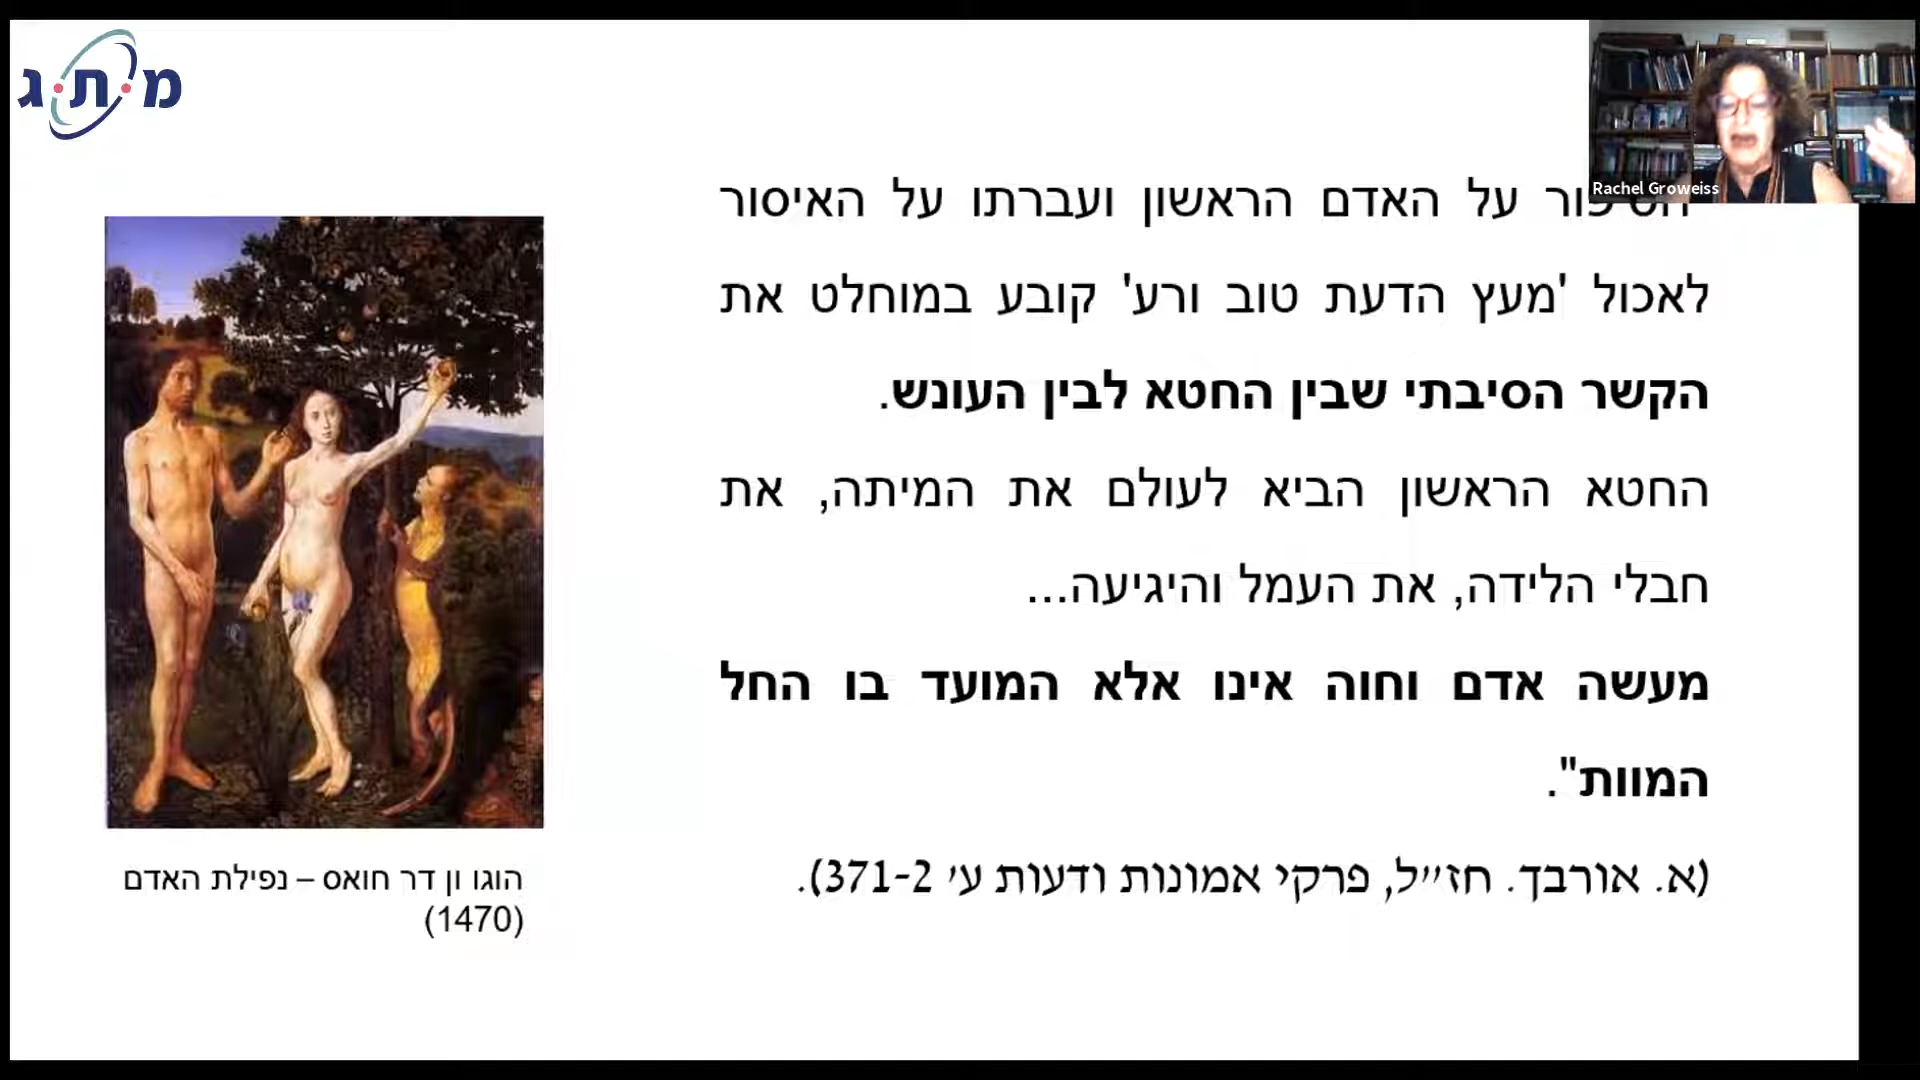 מ.ת.ג
Rachel Groweiss
על האדם הראשון ועברתו על האיסור
לאכול 'מעץ הדעת טוב ורע' קובע במוחלט את
הקשר הסיבתי שבין החטא לבין העונש.
החטא הראשון הביא לעולם את המיתה, את
חבלי הלידה, את העמל והיגיעה...
מעשה אדם וחוה אינו אלא המועד בו החל
המוות".
(א. אורבך. חז״ל, פרקי אמונות ודעות ע׳ 371-2).
הוגו ון דר חואס – נפילת האדם
(1470)